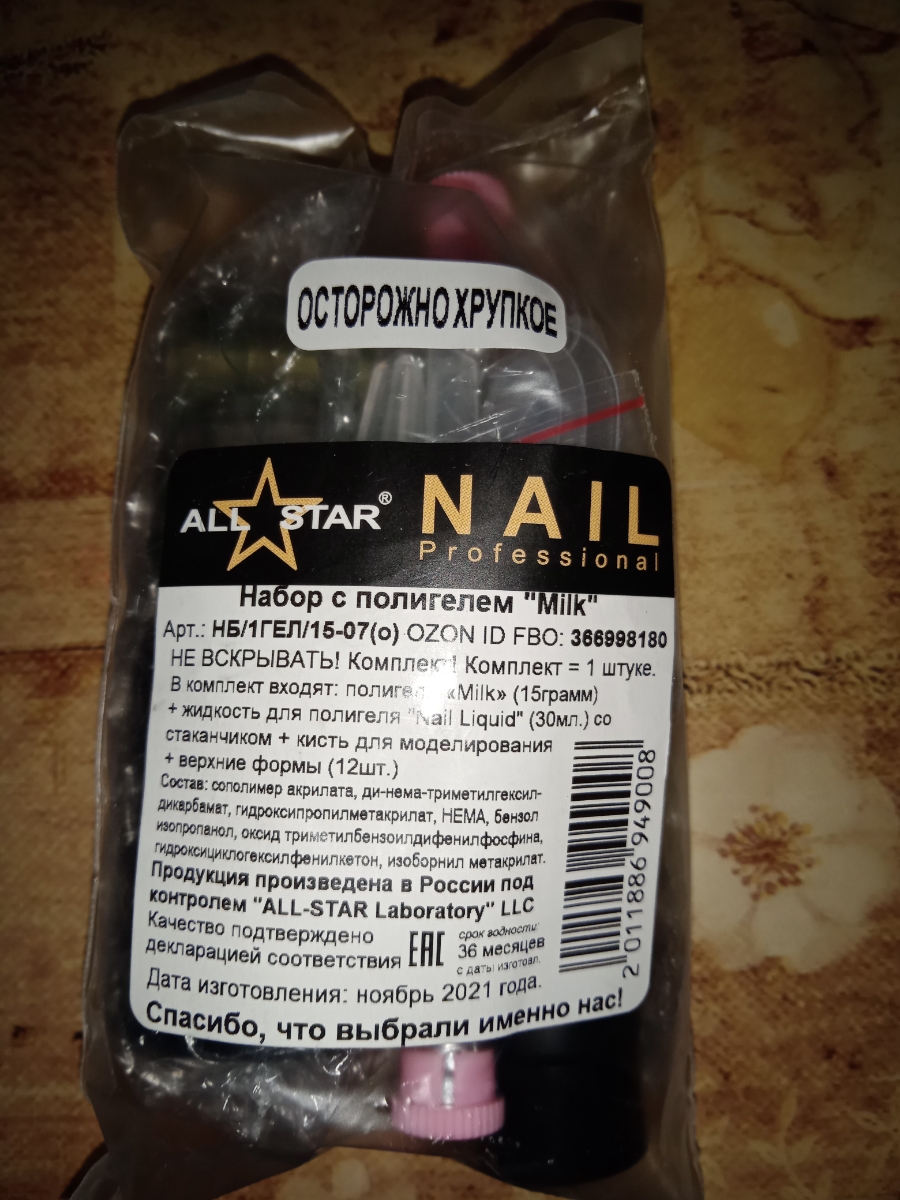 ОСТОРОЖНО ХРУПКОЕ
ALL STAR® NAIL
Professional
Набор с полигелем "Milk"
Арт.: НБ/1ГЕЛ/15-07(о) OZON ID FBO: 366998180
НЕ ВСКРЫВАТЬ! Комплект! Комплект = 1 штуке.
В комплект входят: полигель «Milk» (15грамм)
+ жидкость для полигеля "Nail Liquid" (30мл.) со
стаканчиком + кисть для моделирования
+ верхние формы (12шт.)
Состав: сополимер акрилата, ди-нема-триметилгексил-
дикарбамат, гидроксипропилметакрилат, HEMA, бензол
изопропанол, оксид триметилбензоилдифенилфосфина,
гидроксициклогексилфенилкетон, изоборнил метакрилат.
Продукция произведена в России под
контролем "ALL-STAR Laboratory" LLC
Качество подтверждено
декларацией соответствия EAC
срок годности:
36 месяцев
с даты изготовл.
Дата изготовления: ноябрь 2021 года.
Спасибо, что выбрали именно нас!
2 011886 949008